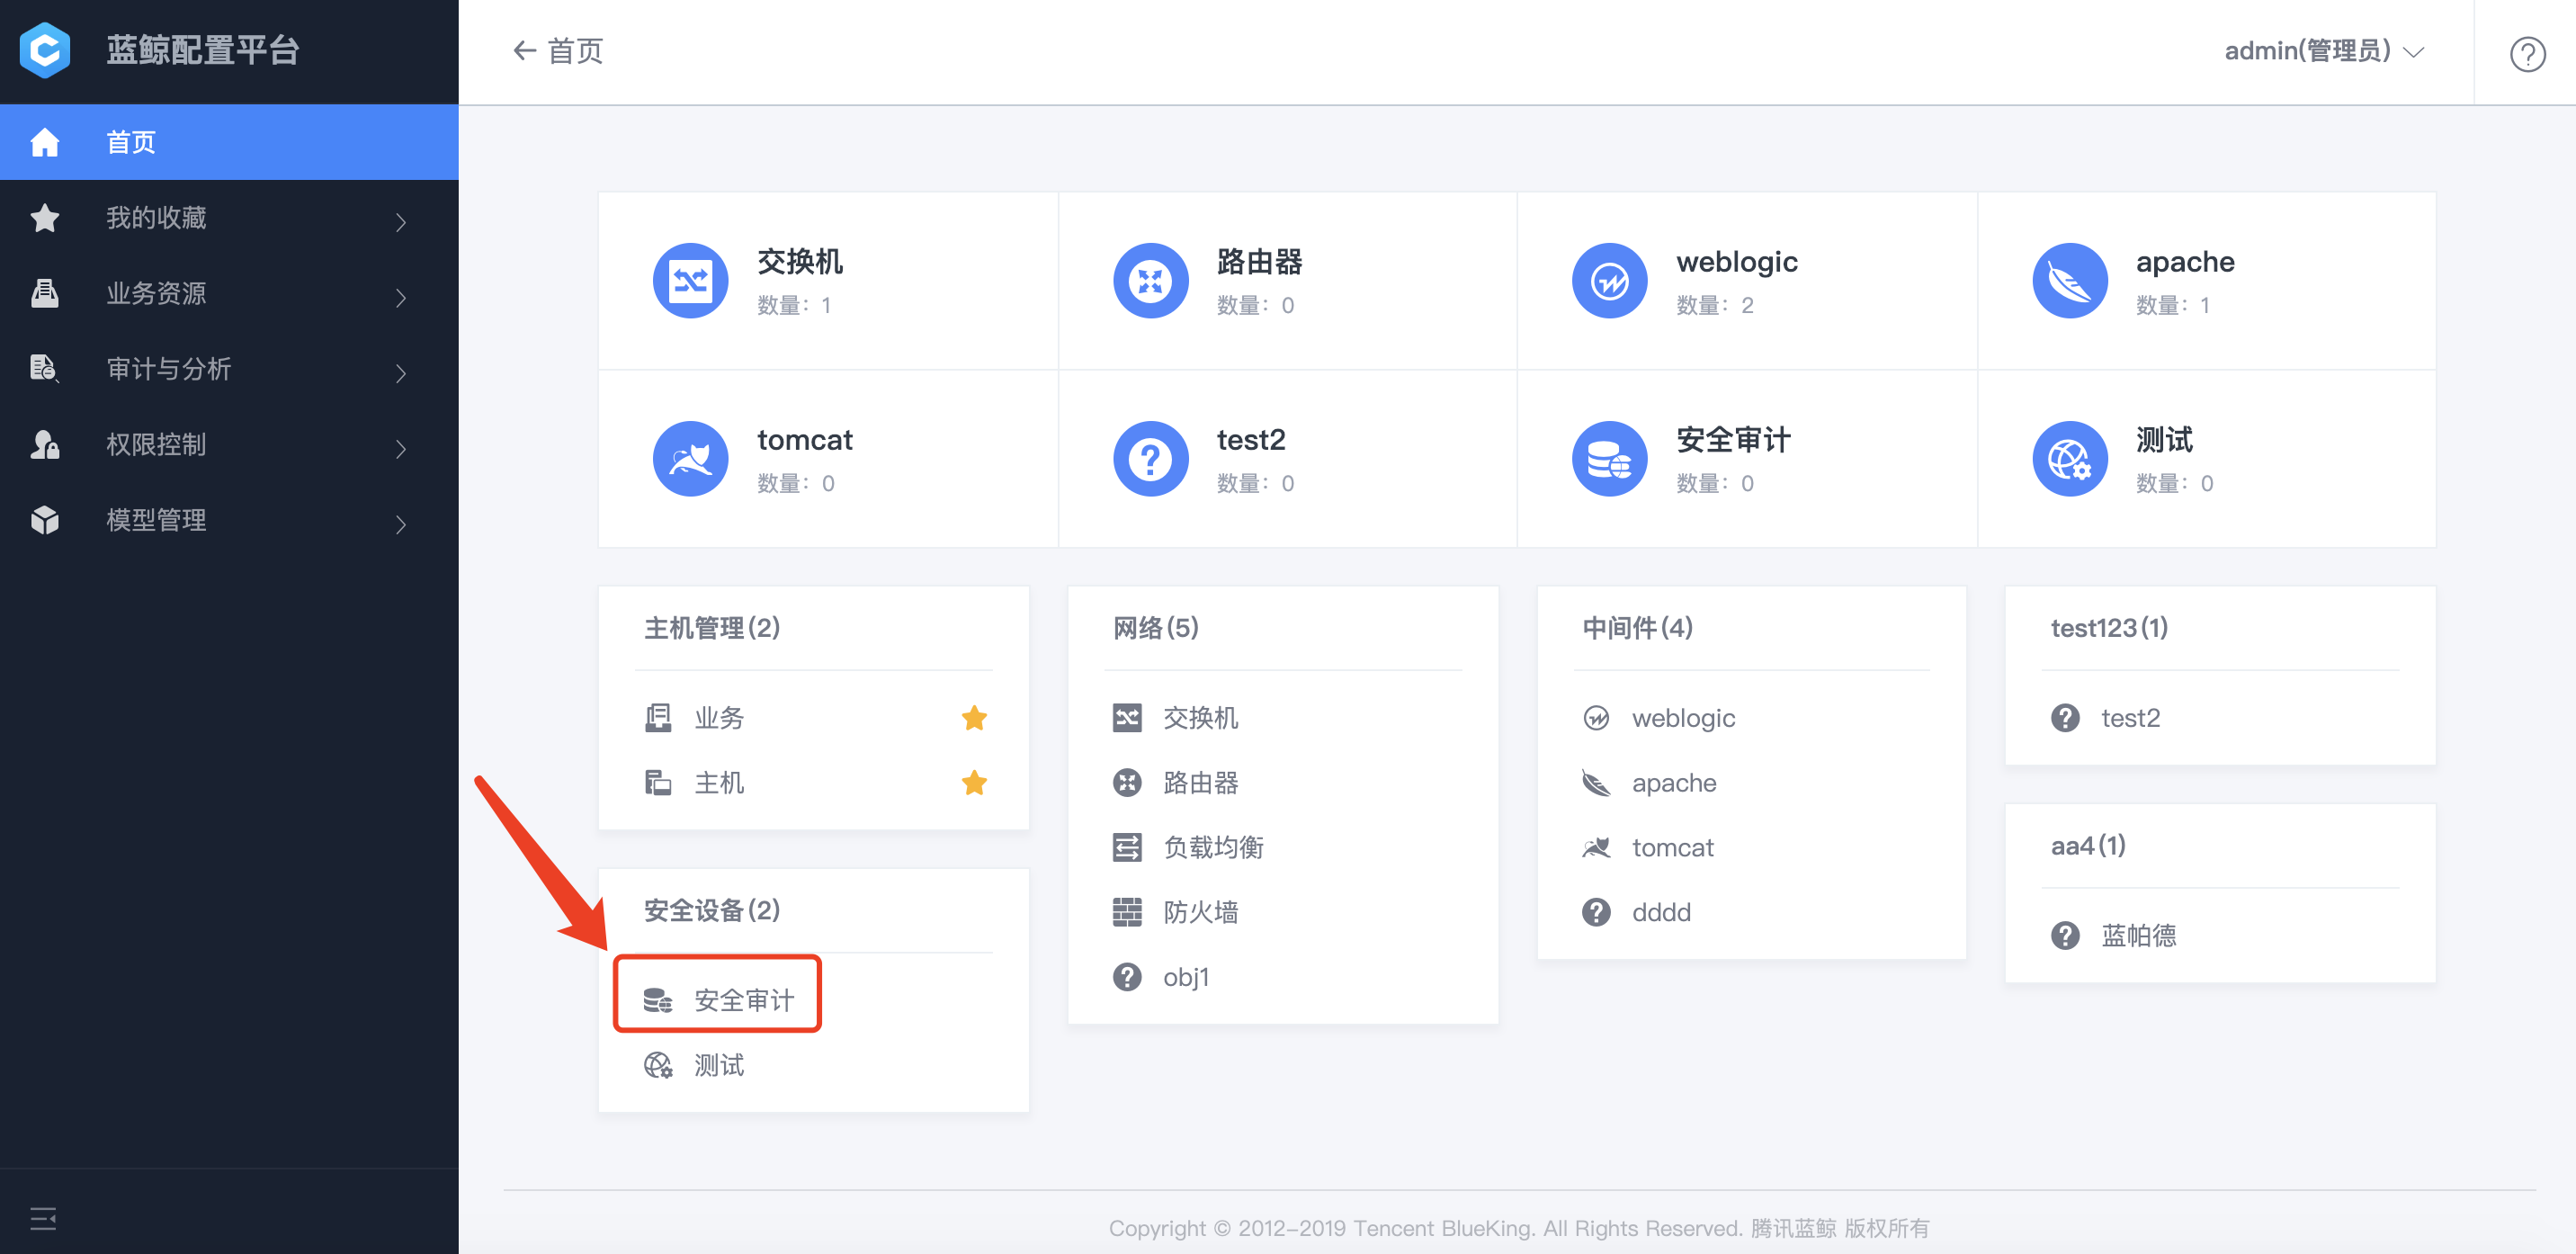 蓝鲸配置平台
首页
我的收藏
业务资源
审计与分析
权限控制
模型管理
← 首页
admin(管理员)
交换机
数量：1
路由器
数量：0
weblogic
数量：2
apache
数量：1
tomcat
数量：0
test2
数量：0
安全审计
数量：0
测试
数量：0
主机管理(2)
业务
主机
安全设备(2)
安全审计
测试
网络(5)
交换机
路由器
负载均衡
防火墙
obj1
中间件(4)
weblogic
apache
tomcat
dddd
test123(1)
test2
aa4(1)
蓝帕德
Copyright © 2012-2019 Tencent BlueKing. All Rights Reserved. 腾讯蓝鲸 版权所有